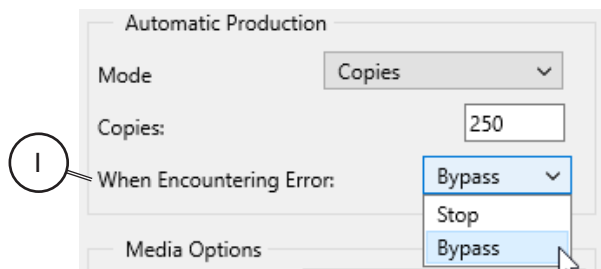 Automatic Production
Mode Copies
Copies: 250
I When Encountering Error: Bypass
Stop
Bypass
Media Options